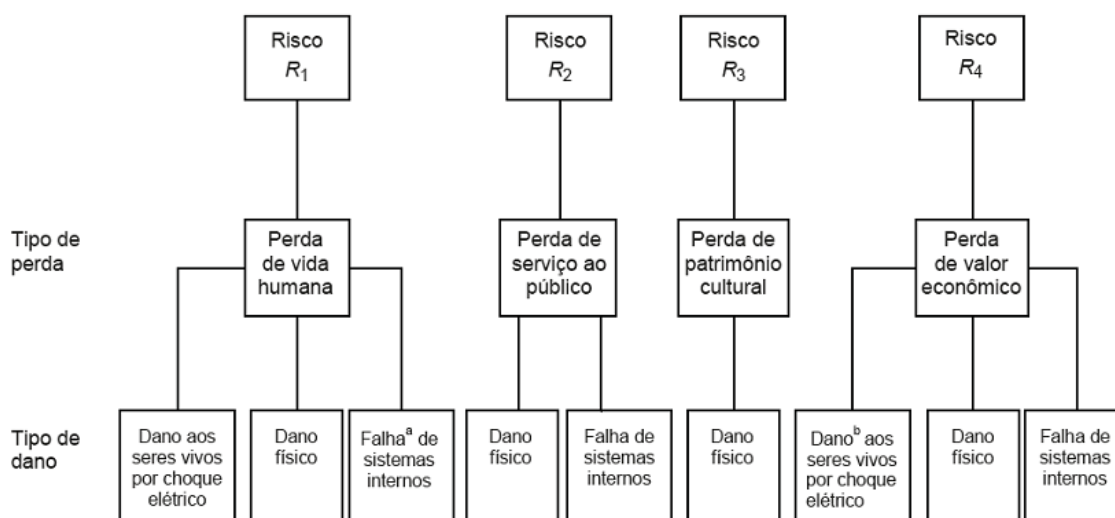 Risco
R1
Risco
R2
Risco
R3
Risco
R4
Tipo de
perda
Perda
de vida
humana
Perda de
serviço ao
público
Perda de
patrimônio
cultural
Perda
de valor
econômico
Tipo de
dano
Dano aos
seres vivos
por choque
elétrico
Dano
físico
Falhaª de
sistemas
internos
Dano
físico
Falha de
sistemas
internos
Dano
físico
Danoᵇ aos
seres vivos
por choque
elétrico
Dano
físico
Falha de
sistemas
internos